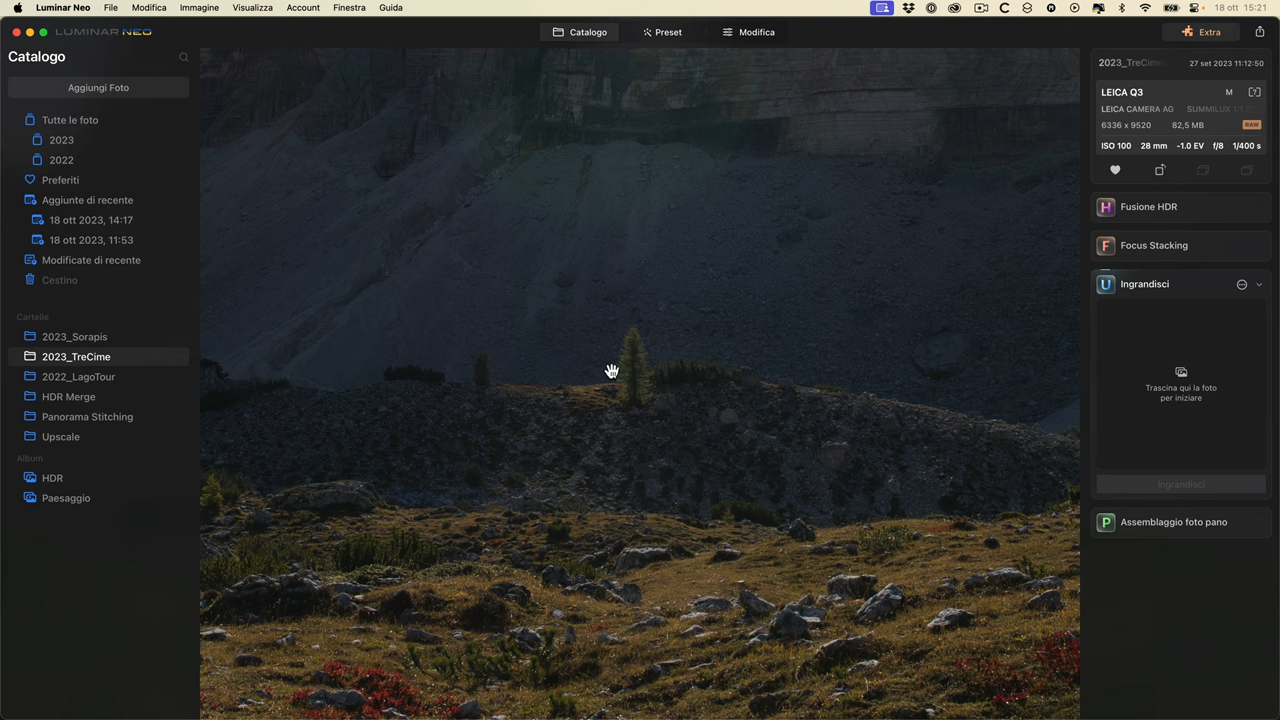 Luminar Neo File Modifica Immagine Visualizza Account Finestra Guida 18 ott 15:21
LUMINAR NEO Catalogo Preset Modifica Extra
Catalogo
Aggiungi Foto
Tutte le foto
2023
2022
Preferiti
Aggiunte di recente
18 ott 2023, 14:17
18 ott 2023, 11:53
Modificate di recente
Cestino
Cartelle
2023_Sorapis
2023_TreCime
2022_LagoTour
HDR Merge
Panorama Stitching
Upscale
Album
HDR
Paesaggio
2023_TreCime 27 set 2023 11:12:50
LEICA Q3 M [?]
LEICA CAMERA AG SUMMILUX
6336 x 9520 82,5 MB RAW
ISO 100 28 mm -1.0 EV f/8 1/400 s
H Fusione HDR
F Focus Stacking
U Ingrandisci
Trascina qui la foto
per iniziare
Ingrandisci
P Assemblaggio foto pano